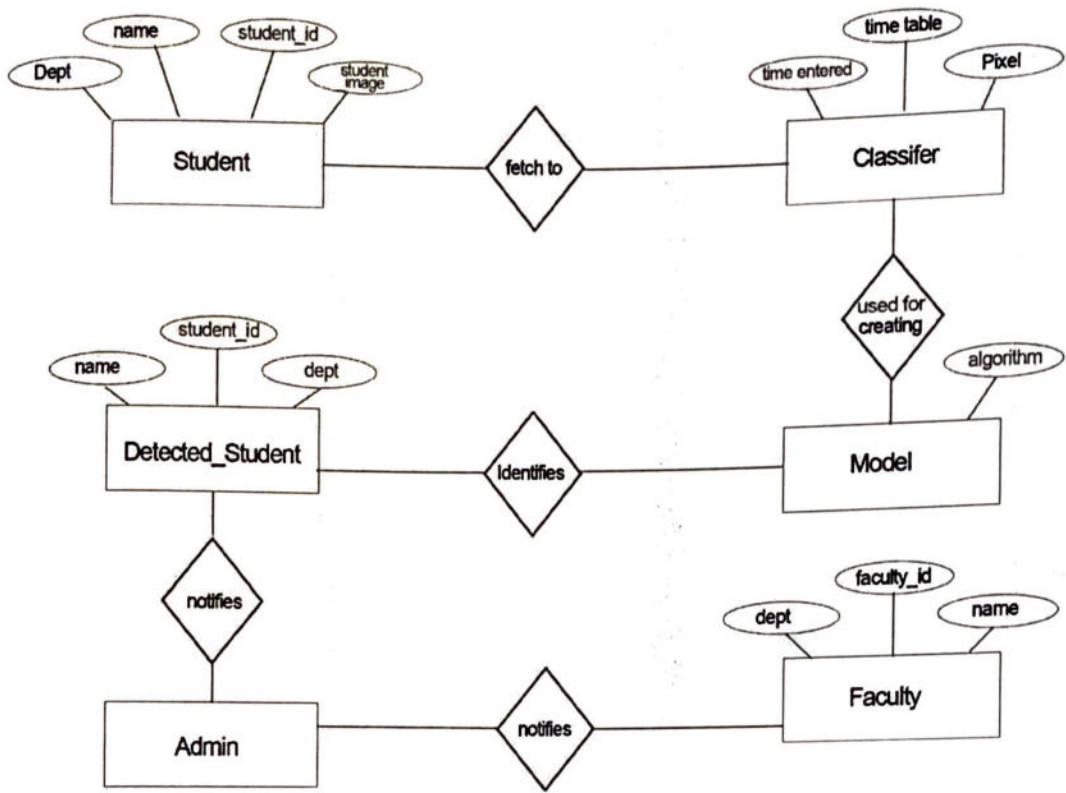 name
student_id
Dept
student
image
Student
fetch to
time table
time entered
Pixel
Classifer
used for
creating
student_id
name
dept
Detected_Student
Identifies
algorithm
Model
notifies
faculty_id
dept
name
Faculty
Admin
notifies